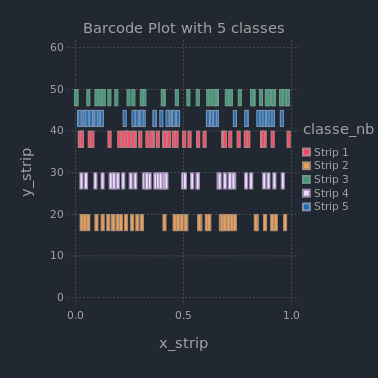 Barcode Plot with 5 classes
60
50
40
30
20
10
0
y_strip
0.0
0.5
1.0
x_strip
classe_nb
Strip 1
Strip 2
Strip 3
Strip 4
Strip 5